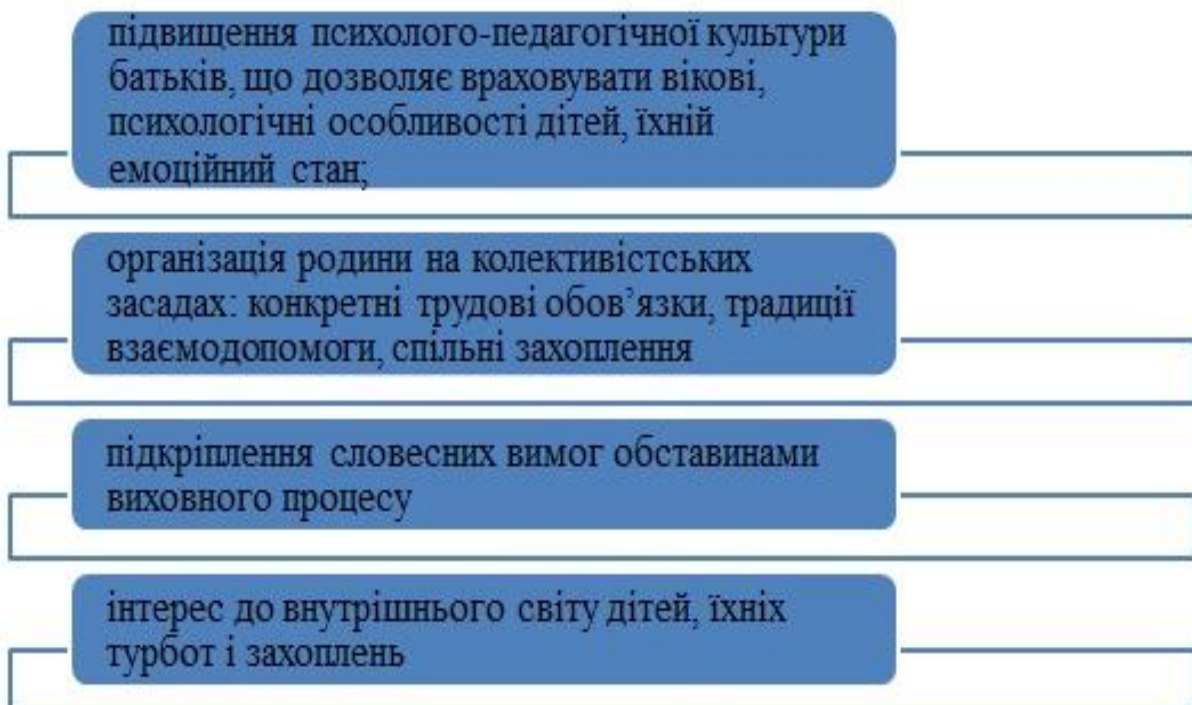 підвищення психолого-педагогічної культури
батьків, що дозволяє враховувати вікові,
психологічні особливості дітей, їхній
емоційний стан;
організація родини на колективістських
засадах: конкретні трудові обов’язки, традиції
взаємодопомоги, спільні захоплення
підкріплення словесних вимог обставинами
виховного процесу
інтерес до внутрішнього світу дітей, їхніх
турбот і захоплень